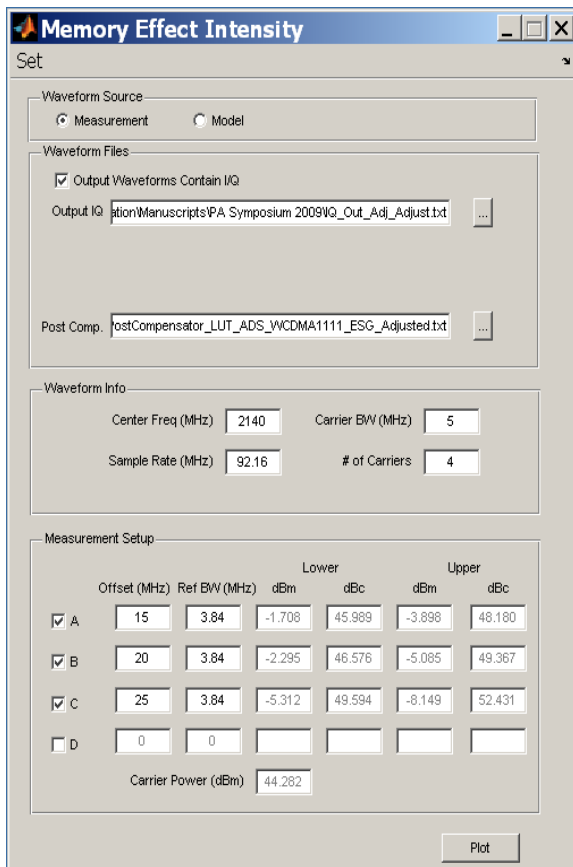 Memory Effect Intensity
Set
Waveform Source
Measurement Model
Waveform Files
Output Waveforms Contain I/Q
Output IQ ation\Manuscripts\PA Symposium 2009\IQ_Out_Adj_Adjust.txt ...
Post Comp. PostCompensator_LUT_ADS_WCDMA1111_ESG_Adjusted.txt ...
Waveform Info
Center Freq (MHz) 2140 Carrier BW (MHz) 5
Sample Rate (MHz) 92.16 # of Carriers 4
Measurement Setup
Lower Upper
Offset (MHz) Ref BW (MHz) dBm dBc dBm dBc
A 15 3.84 -1.708 45.989 -3.898 48.180
B 20 3.84 -2.295 46.576 -5.085 49.367
C 25 3.84 -5.312 49.594 -8.149 52.431
D 0 0
Carrier Power (dBm) 44.282
Plot